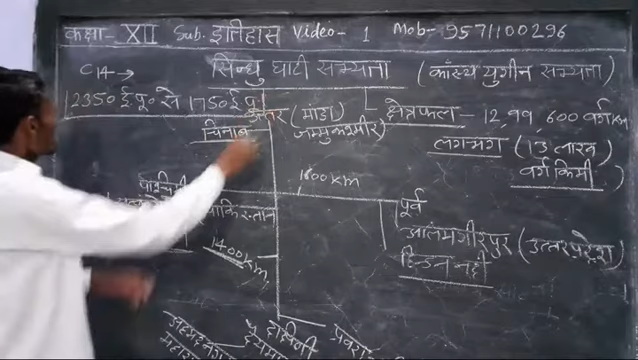 कक्षा- XII Sub. इतिहास Video- 1 Mob- 9571100296
C14→ सिन्धु घाटी सभ्यता (कांस्य युगीन सभ्यता)
2350 ई.पू. से 1750 ई.पू.
उत्तर (मांडा) क्षेत्रफल- 12,99,600 वर्ग
चिनाब जम्मु कश्मीर) लगभग (13 लाख
वर्ग किमी)
1600 km
पश्चिमी पूर्व
पाकिस्तान आलमगीरपुर (उत्तरप्रदेश)
1400 km, हिन्डन नदी
दक्षिणी